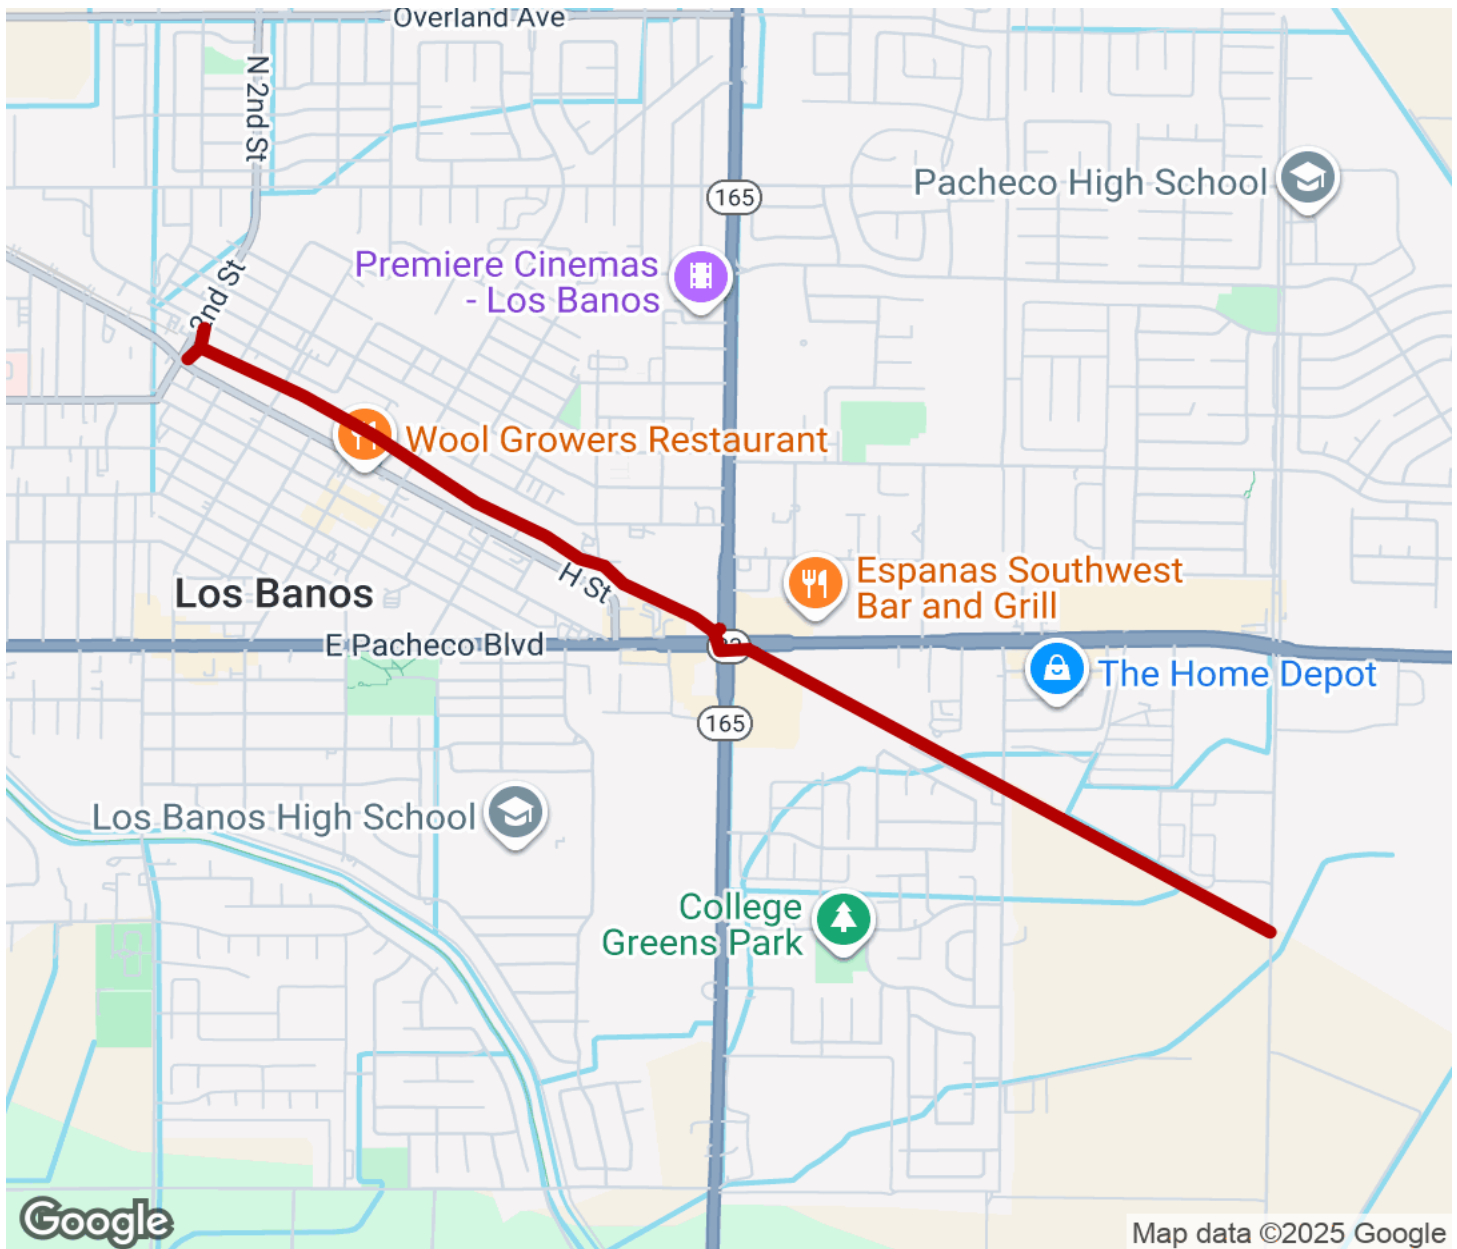 Overland Ave
N 2nd St
165
Pacheco High School
Premiere Cinemas
- Los Banos
2nd St
Wool Growers Restaurant
Espanas Southwest
Bar and Grill
H St
Los Banos
E Pacheco Blvd
The Home Depot
165
Los Banos High School
College
Greens Park
Google
Map data ©2025 Google